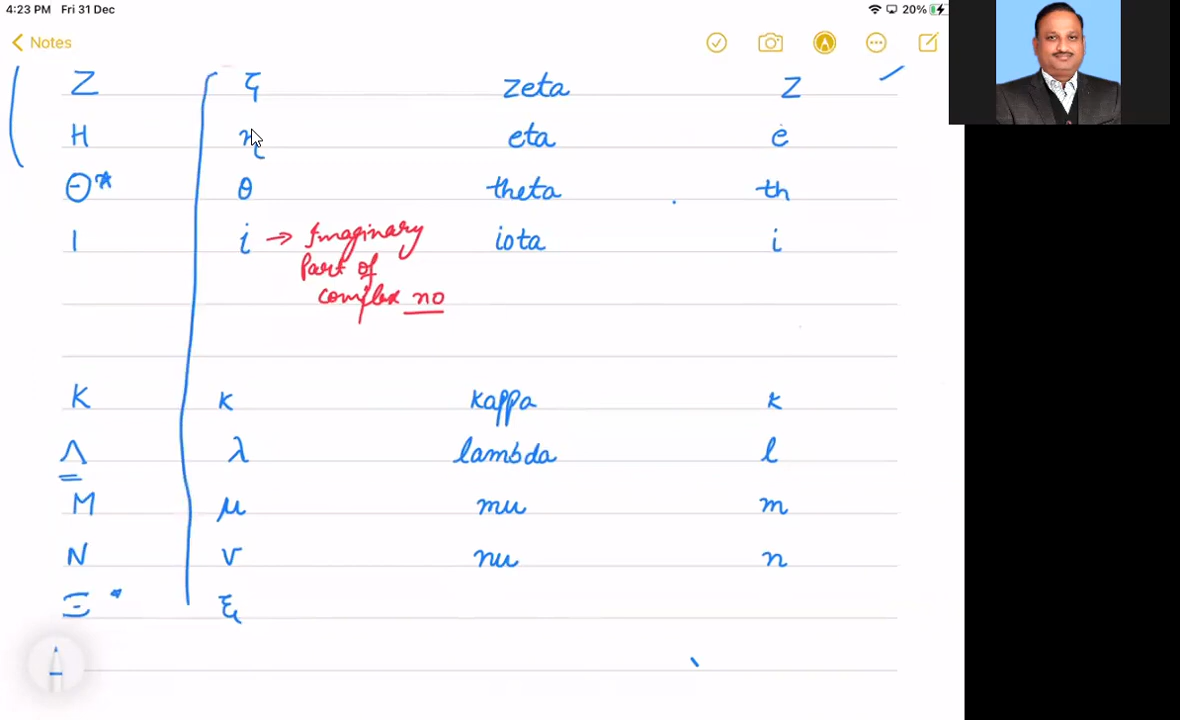 4:23 PM Fri 31 Dec
20%
Notes
Z ζ zeta z
H η eta e
Θ* θ theta th
I i → Imaginary iota i
Part of
complex no
K κ kappa k
Λ λ lambda l
M μ mu m
N ν nu n
Ξ * ξ